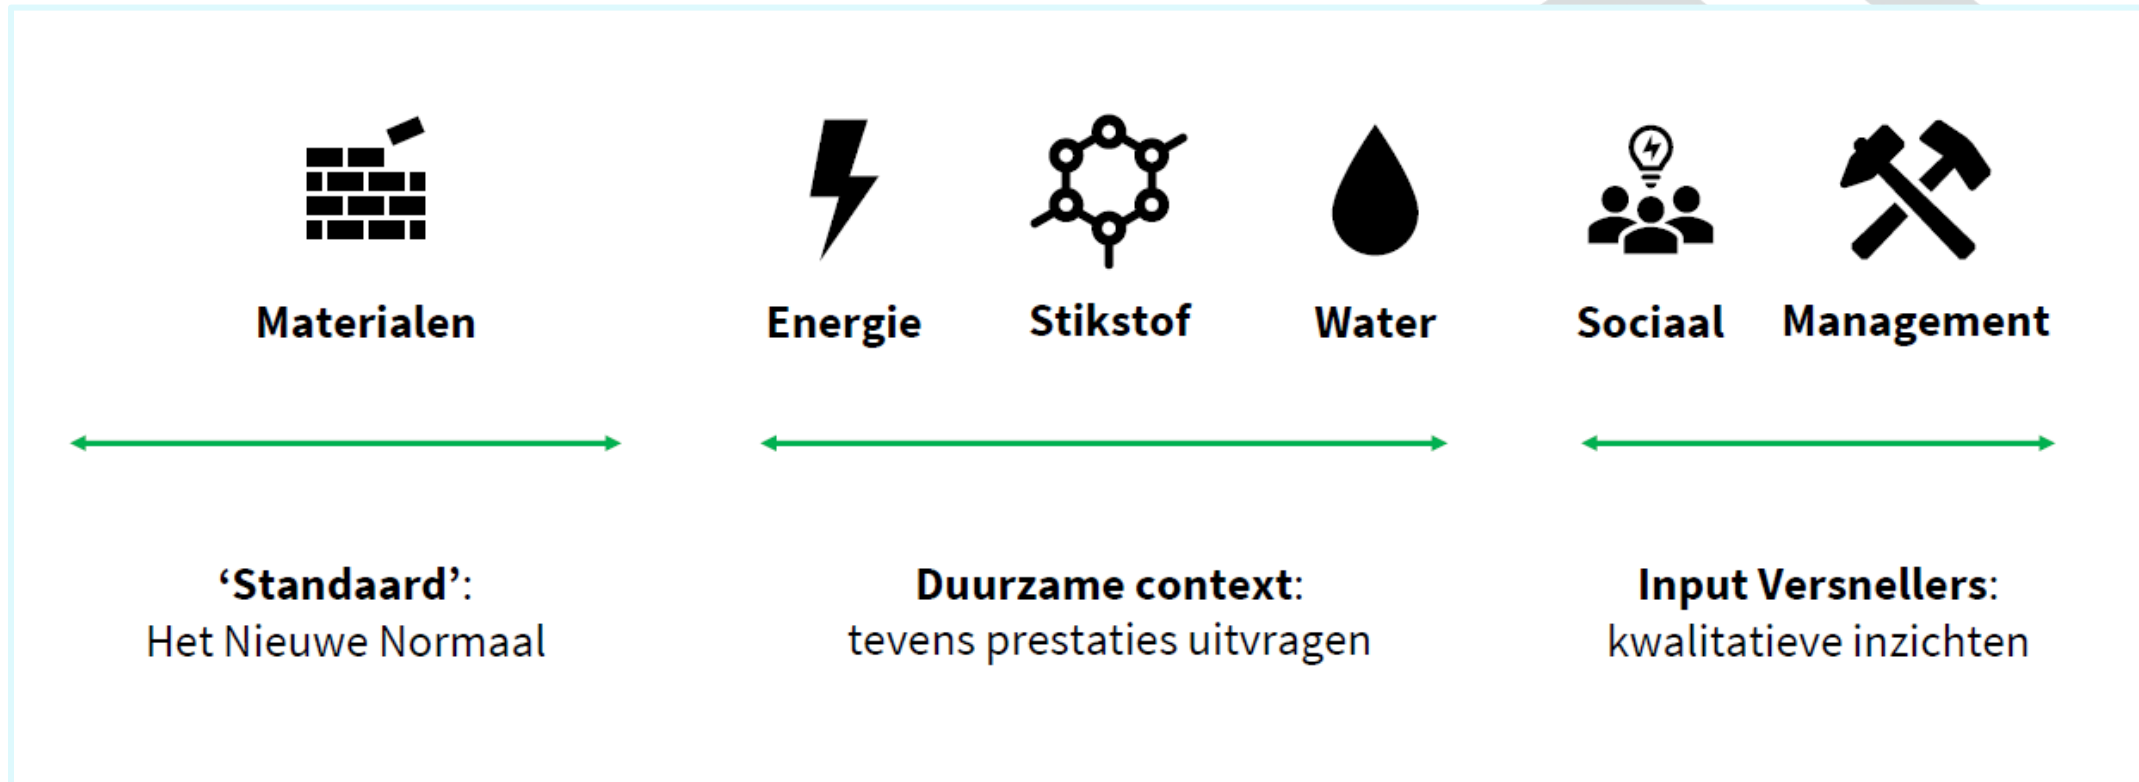 Materialen
Energie
Stikstof
Water
Sociaal
Management
‘Standaard’:
Het Nieuwe Normaal
Duurzame context:
tevens prestaties uitvragen
Input Versnellers:
kwalitatieve inzichten